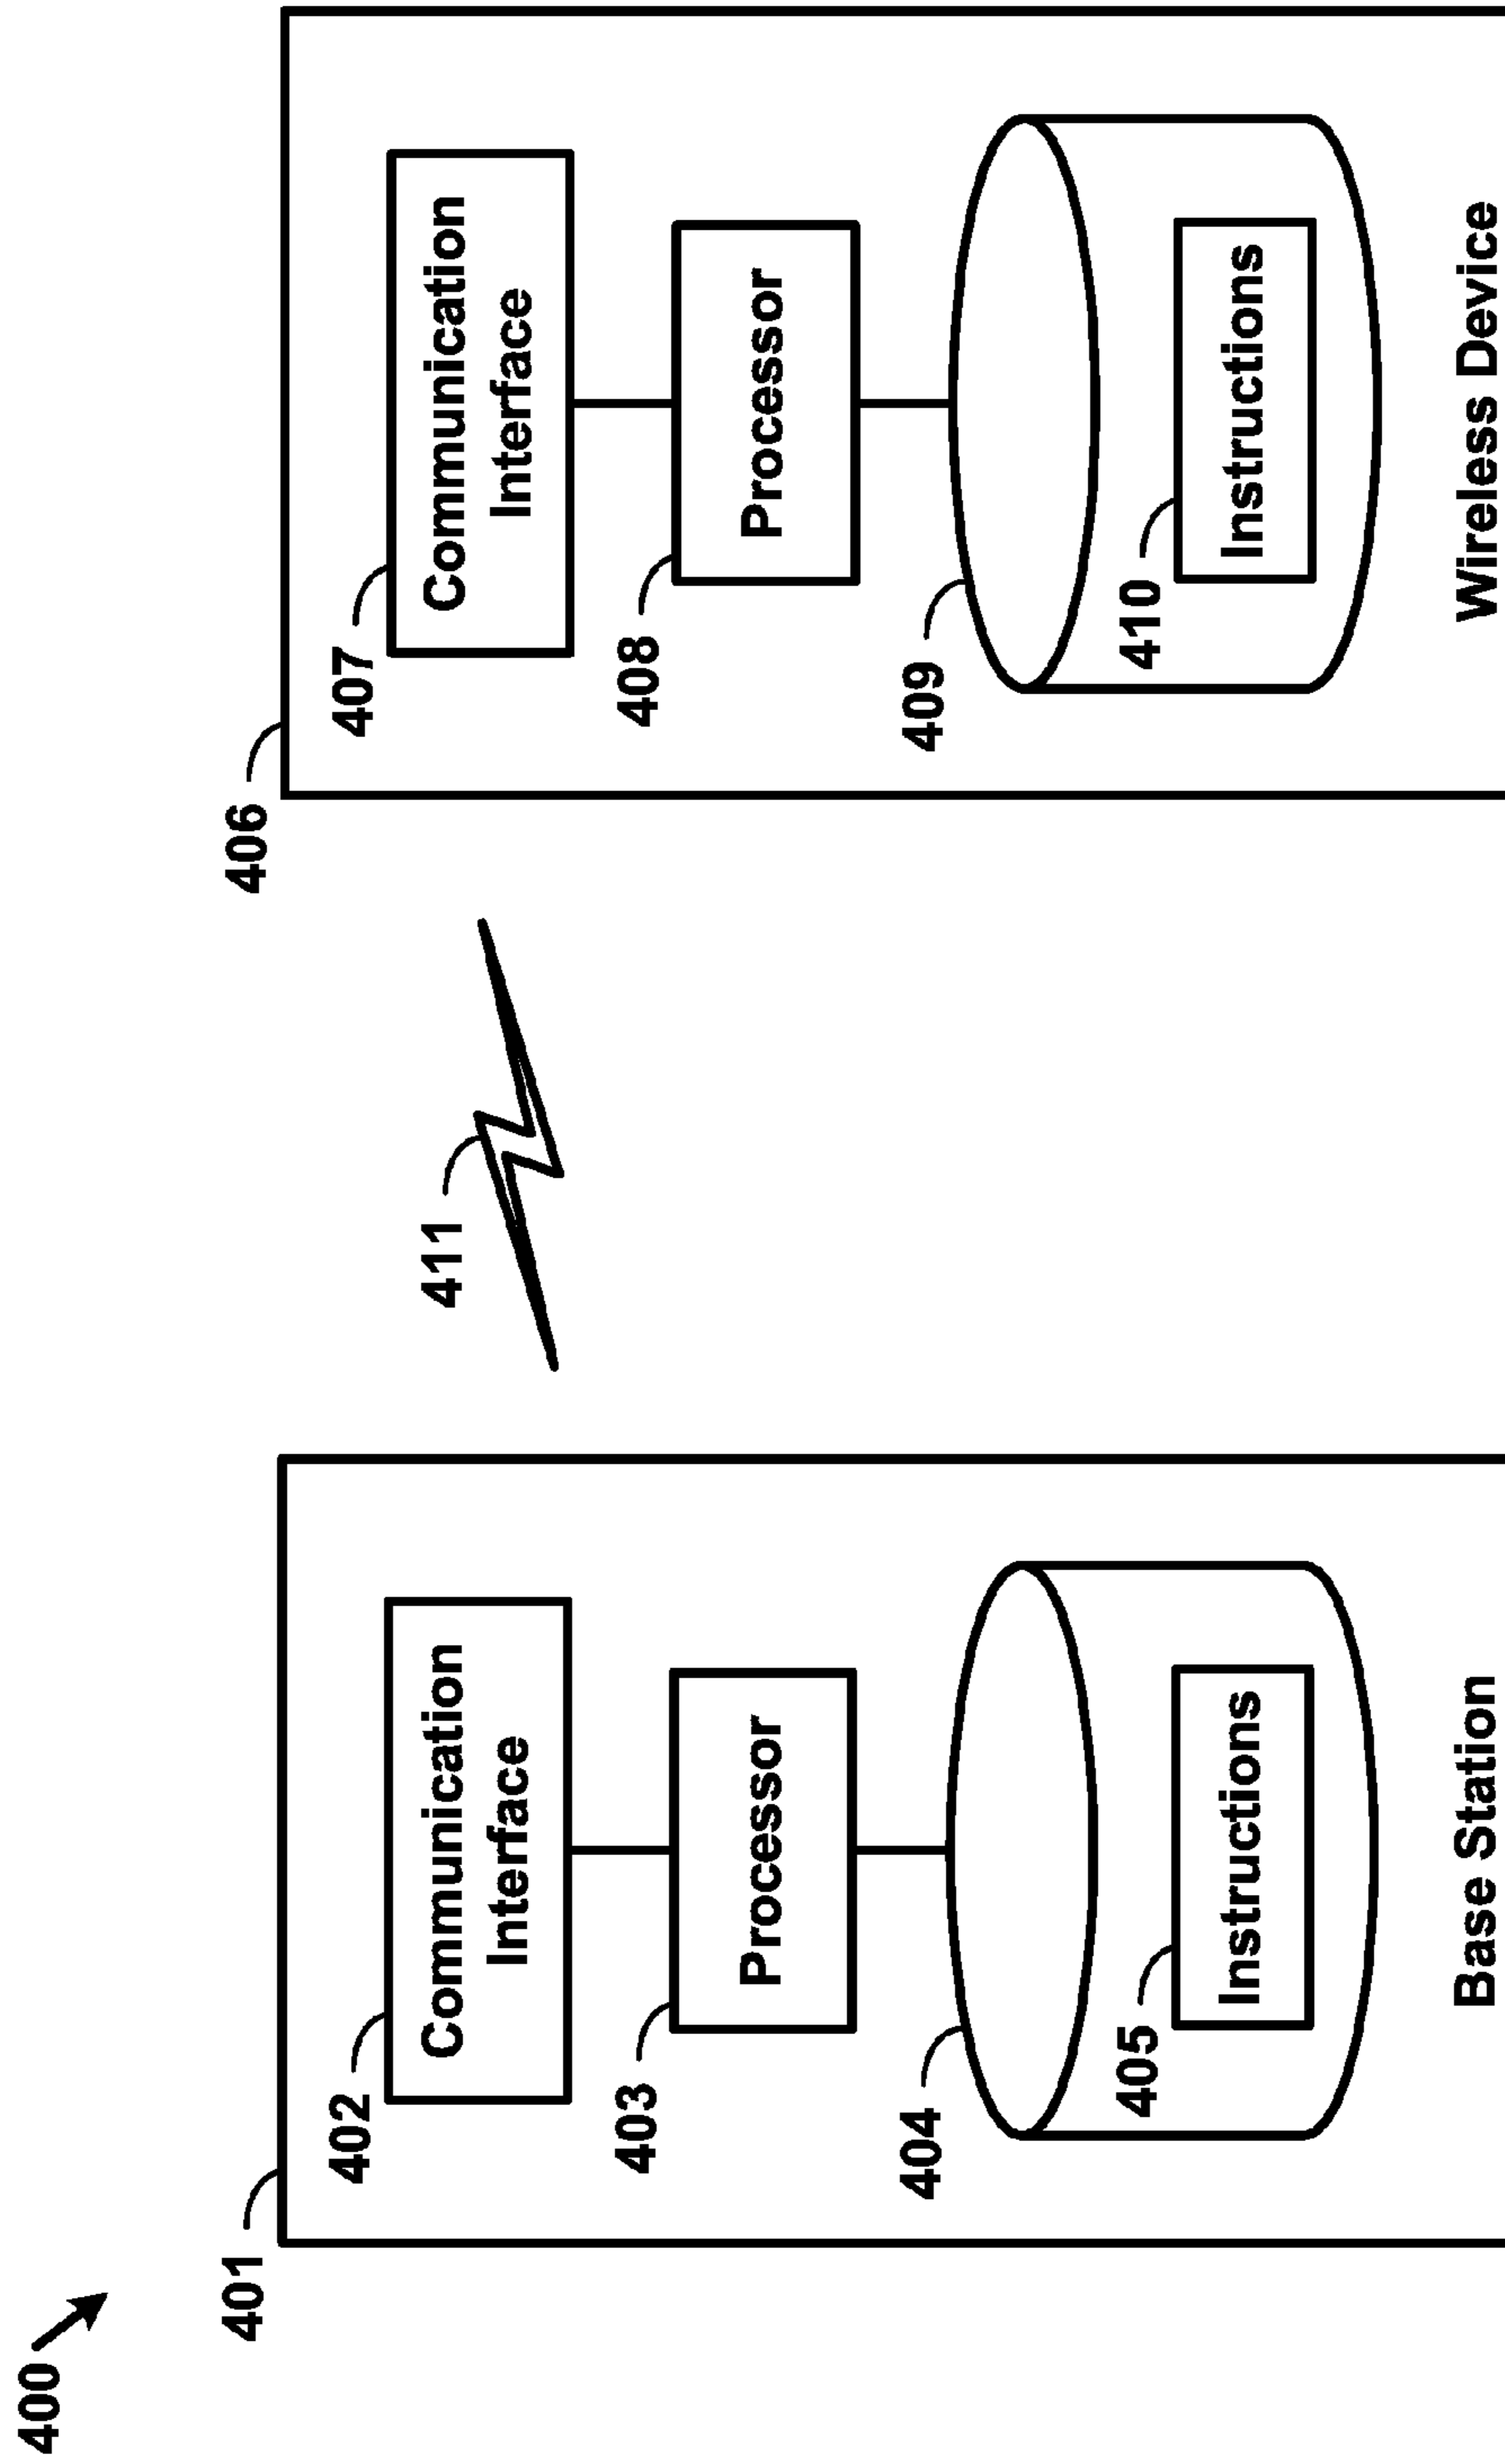 400
401
402
Communication
Interface
403
Processor
404
405
Instructions
Base Station
411
406
407
Communication
Interface
408
Processor
409
410
Instructions
Wireless Device